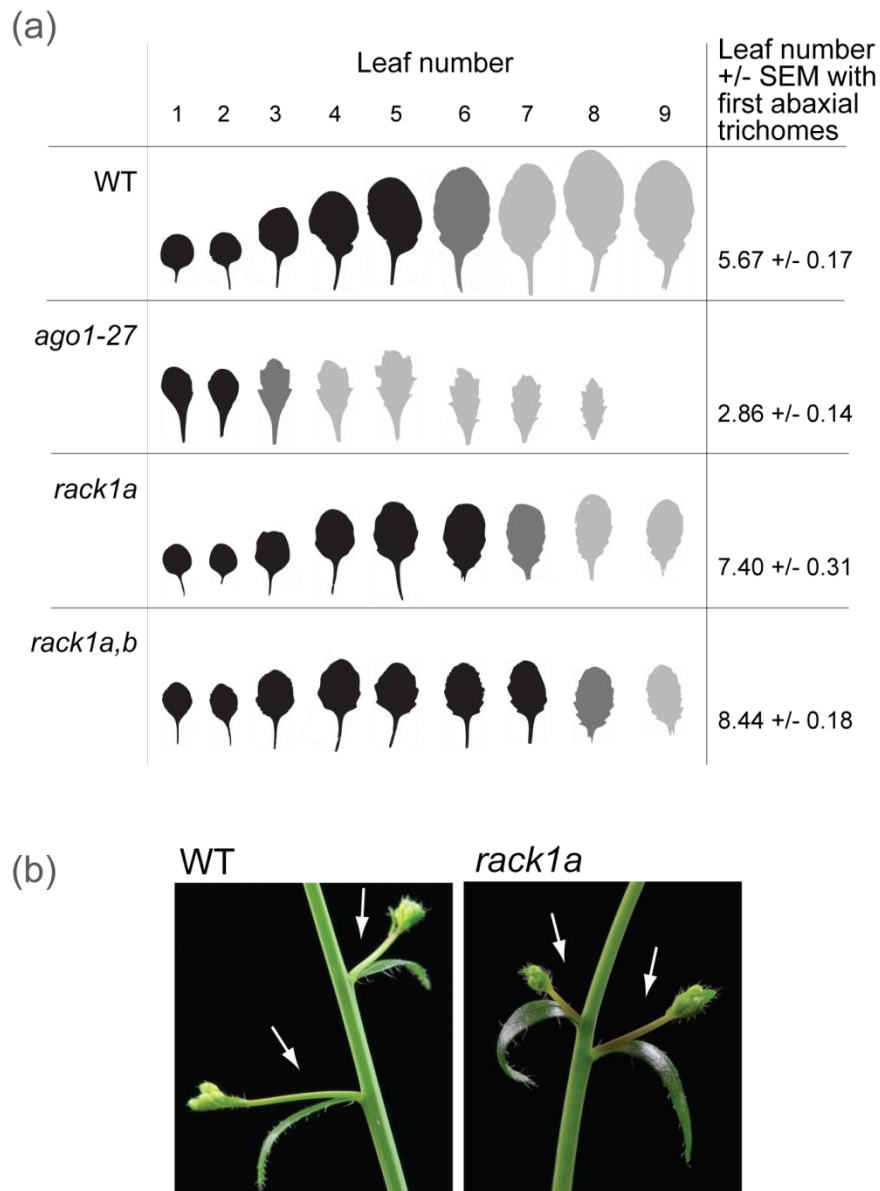 (a)
Leaf number
1 2 3 4 5 6 7 8 9
Leaf number
+/- SEM with
first abaxial
trichomes
WT
5.67 +/- 0.17
ago1-27
2.86 +/- 0.14
rack1a
7.40 +/- 0.31
rack1a,b
8.44 +/- 0.18
(b)
WT
rack1a